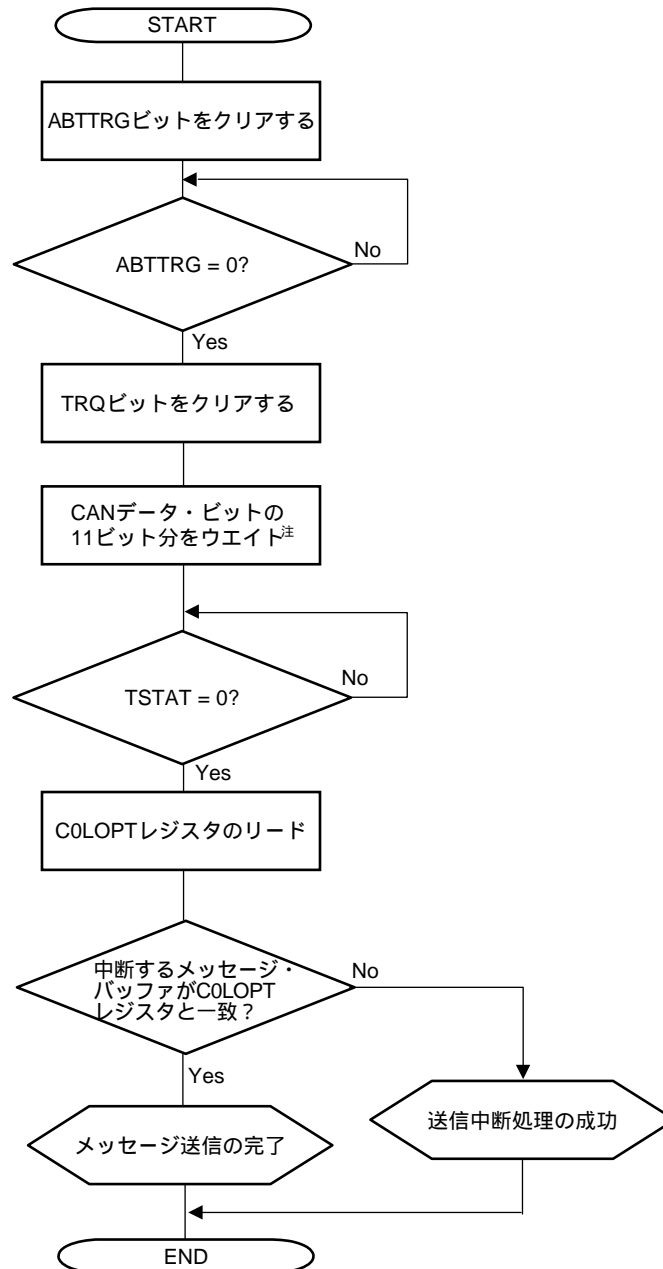 START
ABTTRGビットをクリアする
ABTTRG = 0?
No
Yes
TRQビットをクリアする
CANデータ・ビットの
11ビット分をウエイト注
TSTAT = 0?
No
Yes
C0LOPTレジスタのリード
中断するメッセージ・
バッファがC0LOPT
レジスタと一致？
No
Yes
送信中断処理の成功
メッセージ送信の完了
END